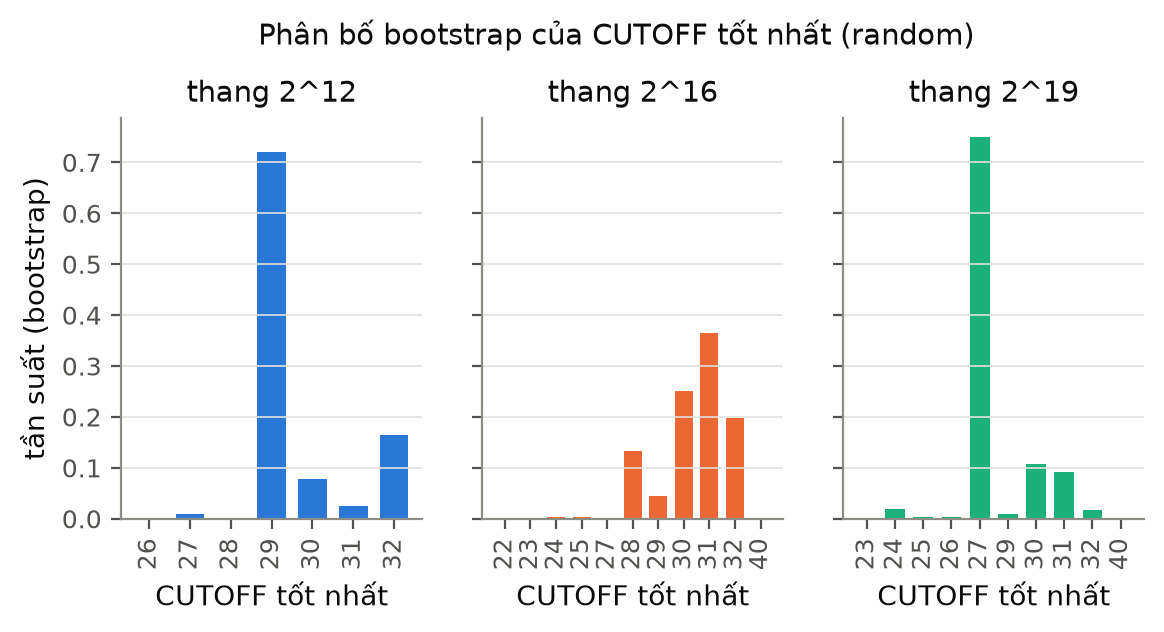 Phân bố bootstrap của CUTOFF tốt nhất (random)
thang 2^12
thang 2^16
thang 2^19
tần suất (bootstrap)
0.7
0.6
0.5
0.4
0.3
0.2
0.1
0.0
26 27 28 29 30 31 32
22 23 24 25 27 28 29 30 31 32 40
23 24 25 26 27 29 30 31 32 40
CUTOFF tốt nhất
CUTOFF tốt nhất
CUTOFF tốt nhất